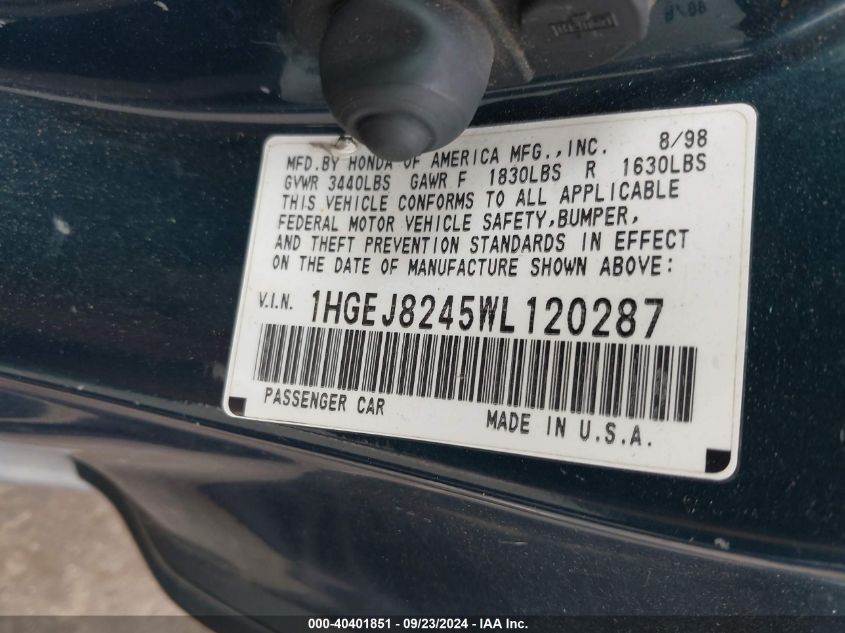 8/98
MFD.BY HONDA OF AMERICA MFG.,INC. 8/98
GVWR 3440LBS GAWR F 1830LBS R 1630LBS
THIS VEHICLE CONFORMS TO ALL APPLICABLE
FEDERAL MOTOR VEHICLE SAFETY,BUMPER,
AND THEFT PREVENTION STANDARDS IN EFFECT
ON THE DATE OF MANUFACTURE SHOWN ABOVE:
V.I.N. 1HGEJ8245WL120287
PASSENGER CAR
MADE IN U.S.A.
000-40401851 / 09/23/2024 - IAA Inc.